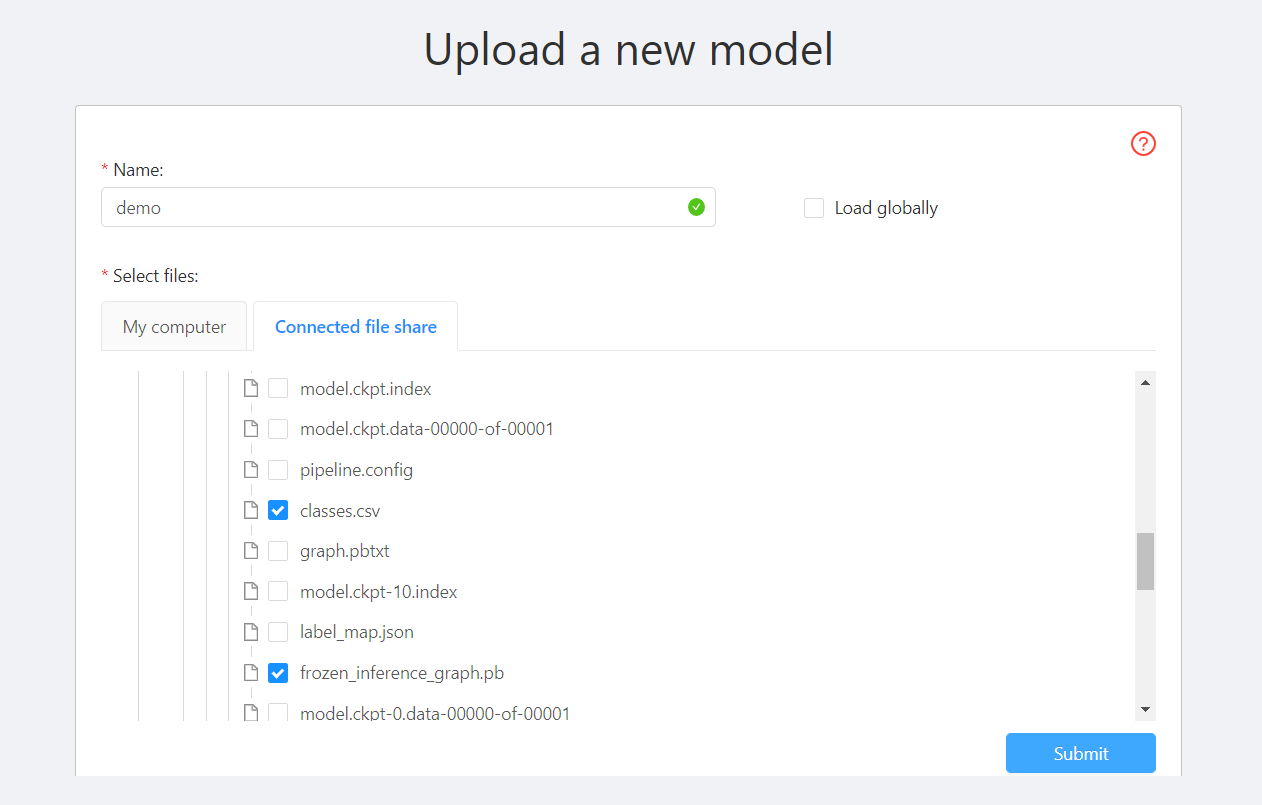 Upload a new model
* Name:
demo
Load globally
* Select files:
My computer
Connected file share
model.ckpt.index
model.ckpt.data-00000-of-00001
pipeline.config
classes.csv
graph.pbtxt
model.ckpt-10.index
label_map.json
frozen_inference_graph.pb
model.ckpt-0.data-00000-of-00001
Submit